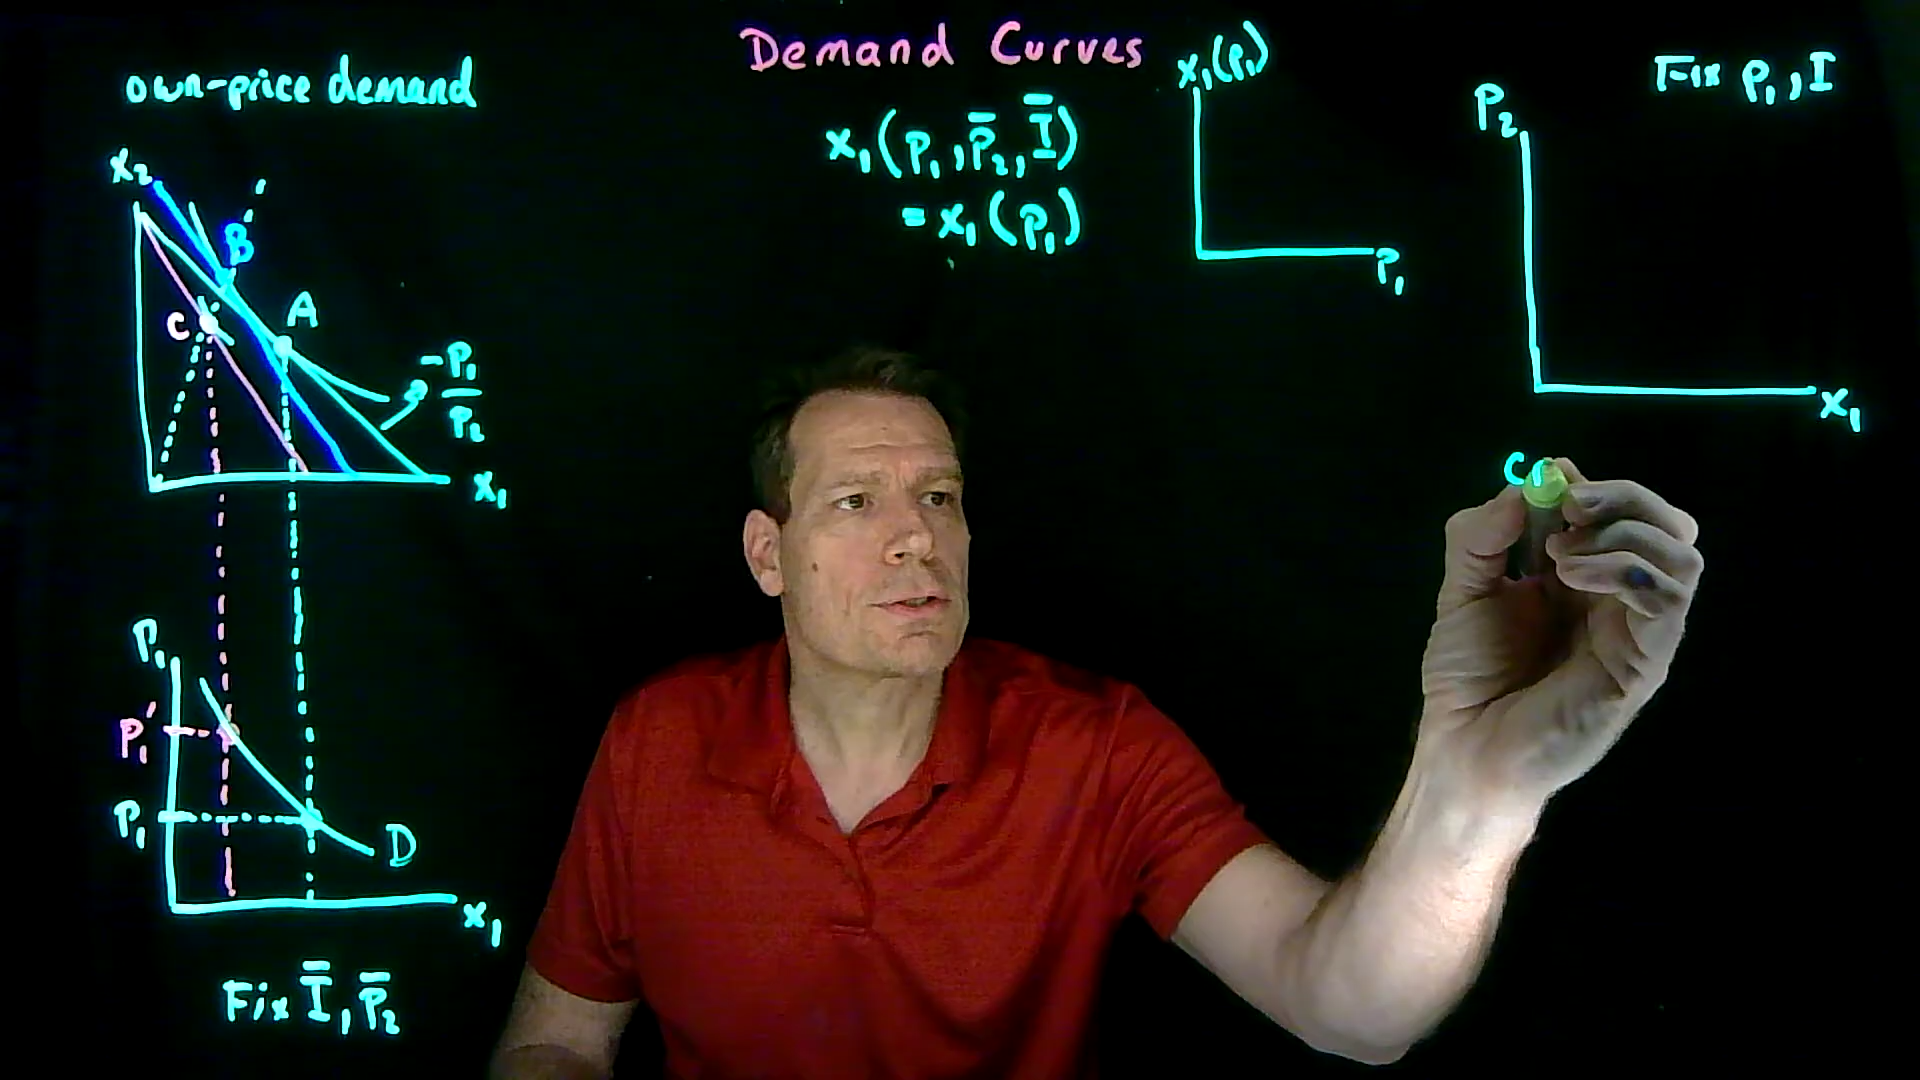 Demand Curves
own-price demand
x₂
B
A
C
-P₁/P₂
x₁
P₁
P₁'
P₁
D
x₁
Fix Ī, P̄₂
x₁(P₁, P̄₂, Ī)
= x₁(P₁)
x₁(P₁)
P₁
Fix P₁, I
P₂
x₁
Cr